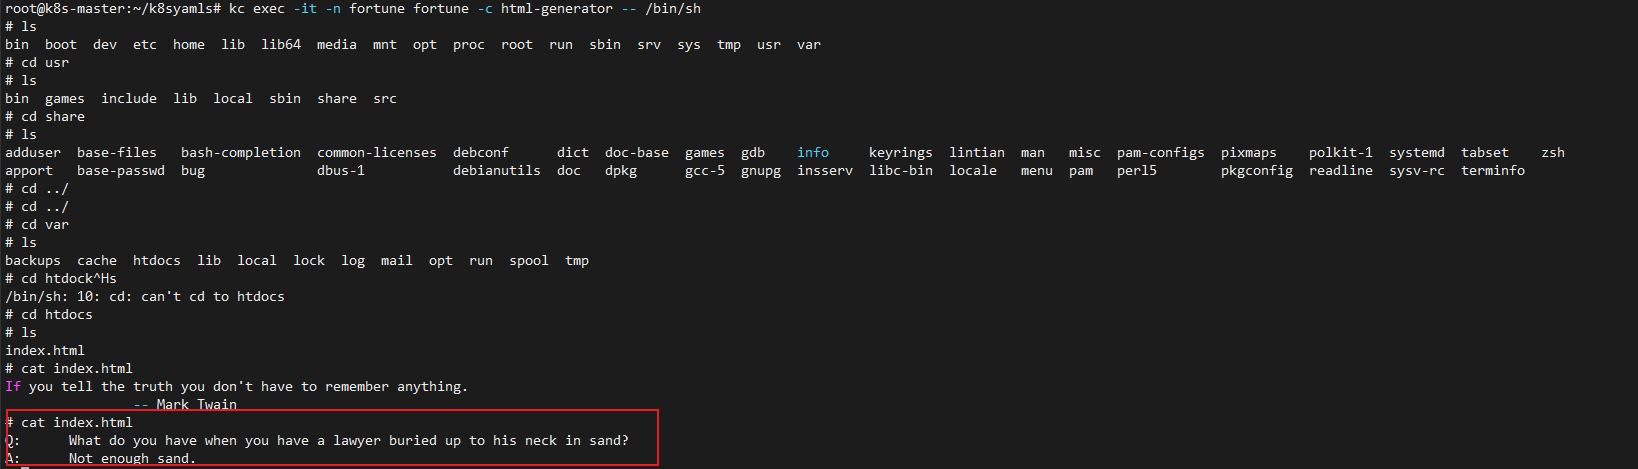 root@k8s-master:~/k8syamls# kc exec -it -n fortune fortune -c html-generator -- /bin/sh
# ls
bin  boot  dev  etc  home  lib  lib64  media  mnt  opt  proc  root  run  sbin  srv  sys  tmp  usr  var
# cd usr
# ls
bin  games  include  lib  local  sbin  share  src
# cd share
# ls
adduser  base-files   bash-completion  common-licenses  debconf      dict  doc-base  games  gdb    info     keyrings  lintian  man   misc  pam-configs  pixmaps    polkit-1  systemd  tabset    zsh
apport   base-passwd  bug              dbus-1           debianutils  doc   dpkg      gcc-5  gnupg  insserv  libc-bin  locale   menu  pam   perl5        pkgconfig  readline  sysv-rc  terminfo
# cd ../
# cd ../
# cd var
# ls
backups  cache  htdocs  lib  local  lock  log  mail  opt  run  spool  tmp
# cd htdock^Hs
/bin/sh: 10: cd: can't cd to htdocs
# cd htdocs
# ls
index.html
# cat index.html
If you tell the truth you don't have to remember anything.
                -- Mark Twain
# cat index.html
Q:      What do you have when you have a lawyer buried up to his neck in sand?
A:      Not enough sand.